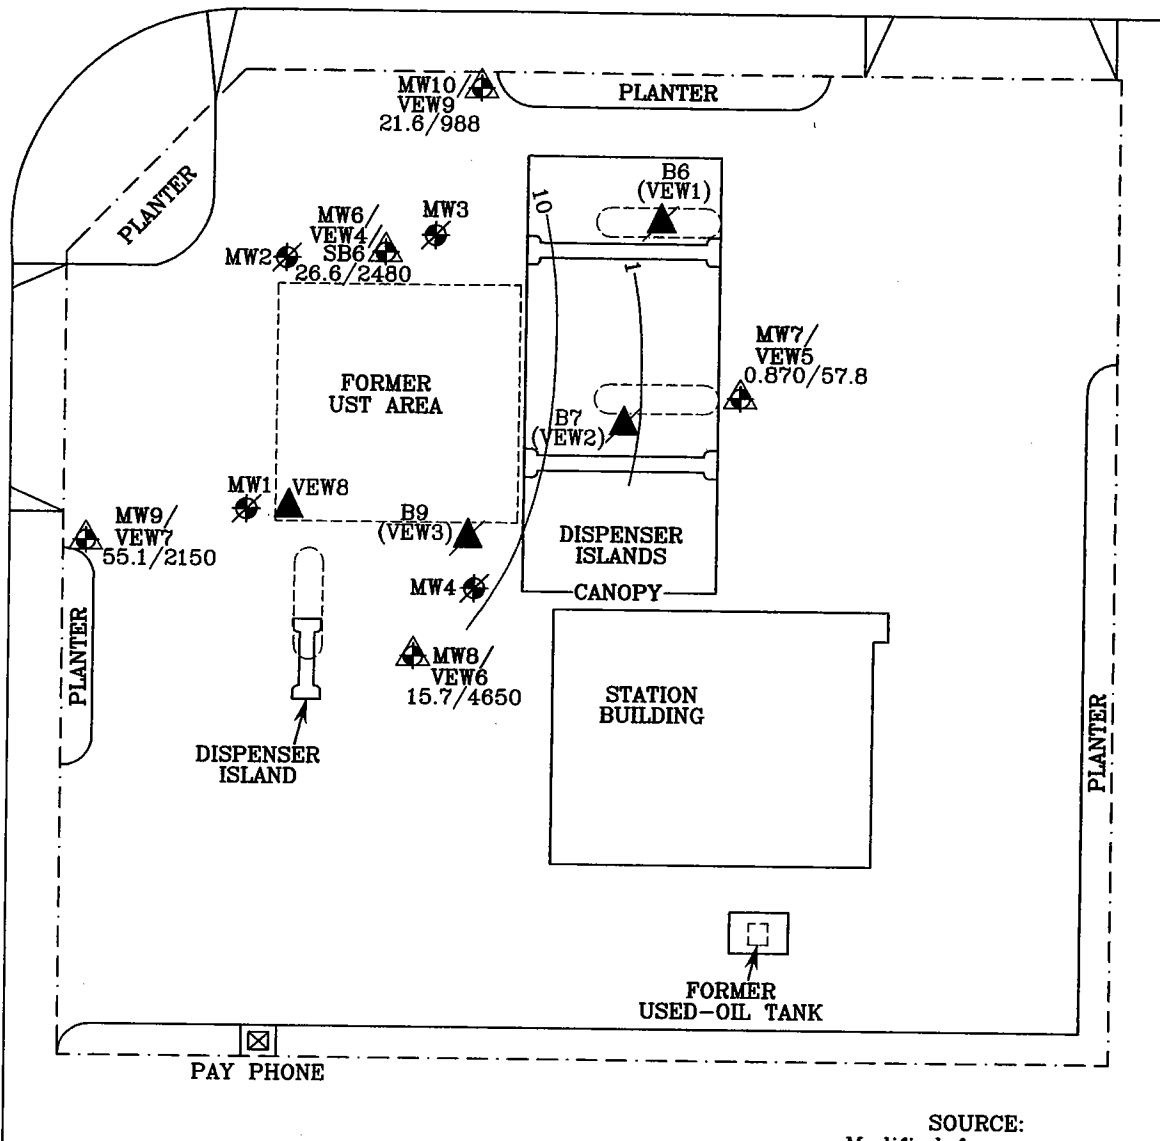 MW10/
VEW9
21.6/988
PLANTER
PLANTER
MW6/
VEW4/
SB6
26.6/2480
MW3
MW2
10
B6
(VEW1)
1
MW7/
VEW5
0.870/57.8
FORMER
UST AREA
B7
(VEW2)
MW1
VEW8
B9
(VEW3)
MW9/
VEW7
55.1/2150
DISPENSER
ISLANDS
CANOPY
MW4
PLANTER
MW8/
VEW6
15.7/4650
STATION
BUILDING
DISPENSER
ISLAND
PLANTER
FORMER
USED-OIL TANK
PAY PHONE
SOURCE: